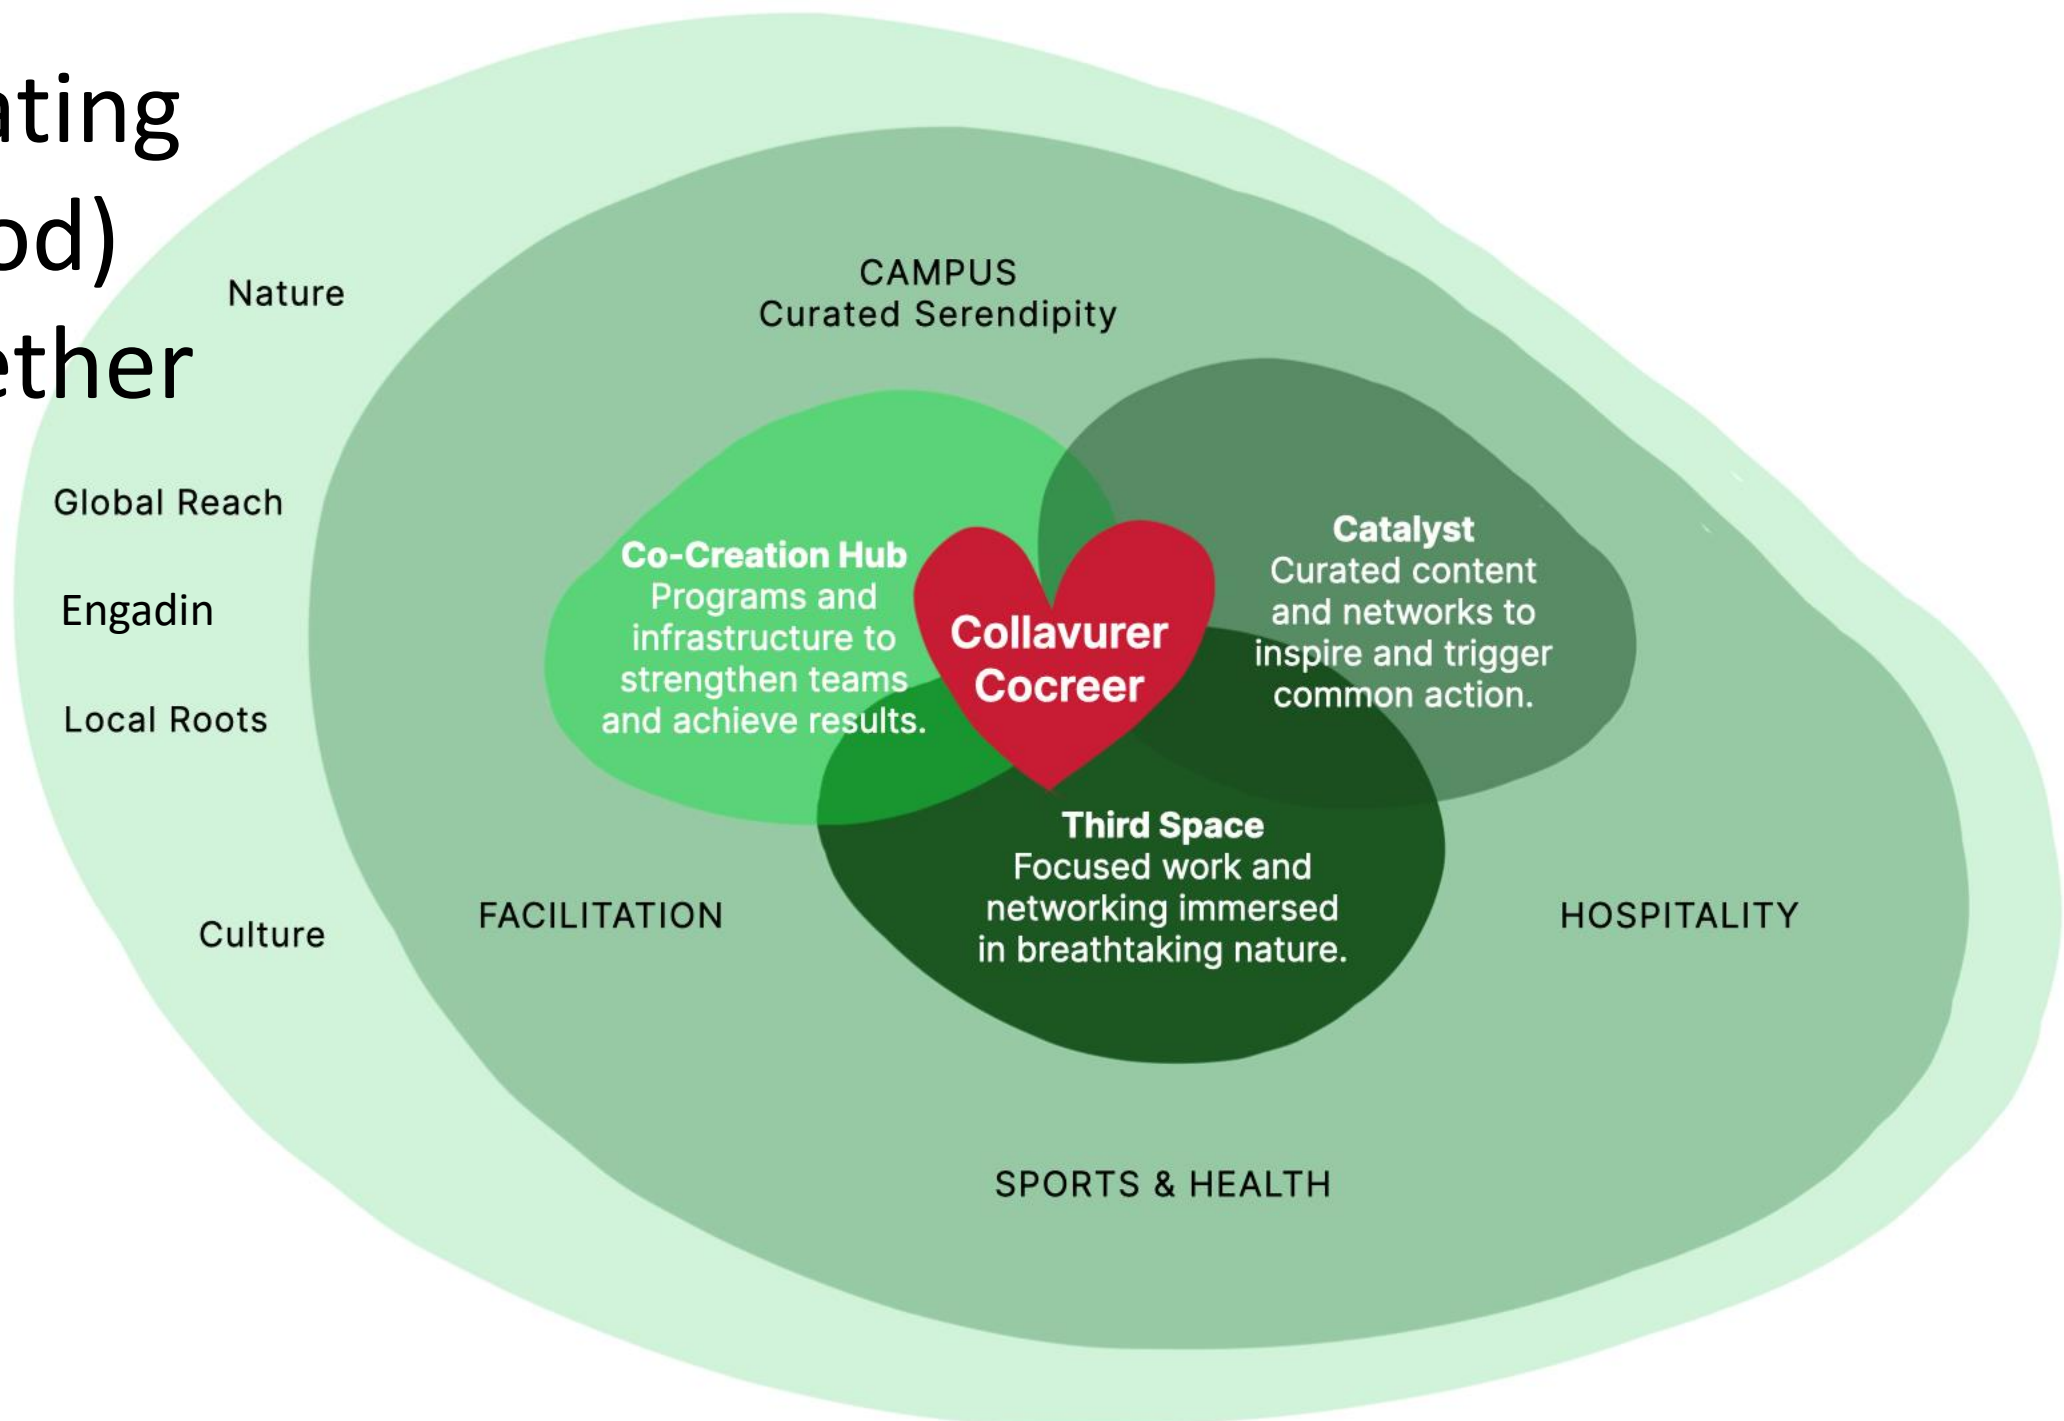 ating
od)
ether
Nature
Global Reach
Engadin
Local Roots
Culture
CAMPUS
Curated Serendipity
Co-Creation Hub
Programs and
infrastructure to
strengthen teams
and achieve results.
Collavurer
Cocreer
Catalyst
Curated content
and networks to
inspire and trigger
common action.
Third Space
Focused work and
networking immersed
in breathtaking nature.
FACILITATION
HOSPITALITY
SPORTS & HEALTH